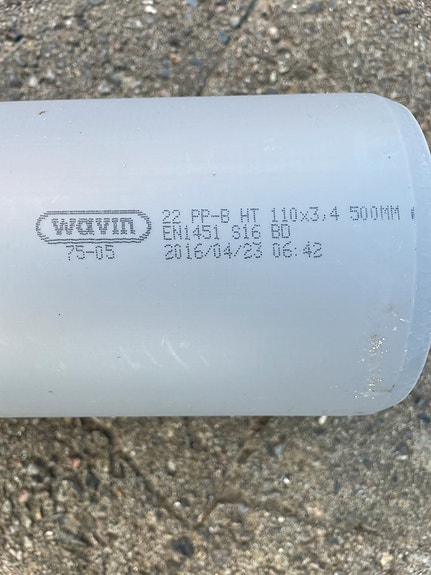 wavin 22 PP-B HT 110x3,4 500MM
EN1451 S16 BD
75-05 2016/04/23 06:42